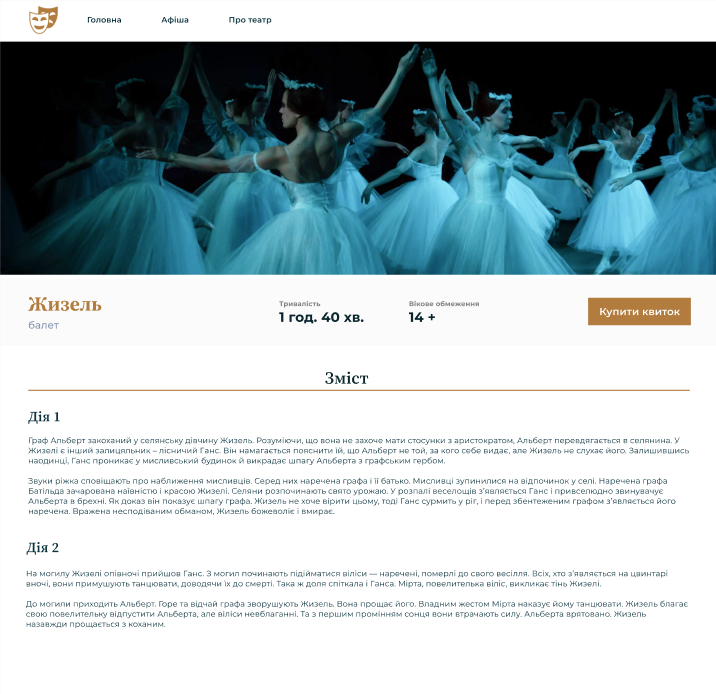 Головна Афіша Про театр
Жизель
балет
Тривалість
1 год. 40 хв.
Вікове обмеження
14 +
Купити квиток
Зміст
Дія 1
Граф Альберт закоханий у селянську дівчину Жизель. Розуміючи, що вона не захоче мати стосунки з аристократом, Альберт перевдягається в селянина. У
Жизелі є інший залицяльник – лісничий Ганс. Він намагається пояснити їй, що Альберт не той, за кого себе видає, але Жизель не слухає його. Залишившись
наодинці, Ганс проникає у мисливський будинок й викрадає шпагу Альберта з графським гербом.
Звуки ріжка сповіщають про наближення мисливців. Серед них наречена графа і її батько. Мисливці зупинилися на відпочинок у селі. Наречена графа
Батільда зачарована наївністю і красою Жизелі. Селяни розпочинають свято урожаю. У розпалі веселощів з’являється Ганс і привселюдно звинувачує
Альберта в брехні. Як доказ він показує шпагу графа. Жизель не хоче вірити цьому, тоді Ганс сурмить у ріг, і перед збентеженим графом з’являється його
наречена. Вражена несподіваним обманом, Жизель божеволіє і вмирає.
Дія 2
На могилу Жизелі опівночі прийшов Ганс. З могил починають підійматися віліси — наречені, померлі до свого весілля. Всіх, хто з’являється на цвинтарі
вночі, вони примушують танцювати, доводячи їх до смерті. Така ж доля спіткала і Ганса. Мірта, повелителька віліс, викликає тінь Жизелі.
До могили приходить Альберт. Горе та відчай графа зворушують Жизель. Вона прощає його. Владним жестом Мірта наказує йому танцювати. Жизель благає
свою повелительку відпустити Альберта, але віліси невблаганні. Та з першим промінням сонця вони втрачають силу. Альберта врятовано. Жизель
назавжди прощається з коханим.